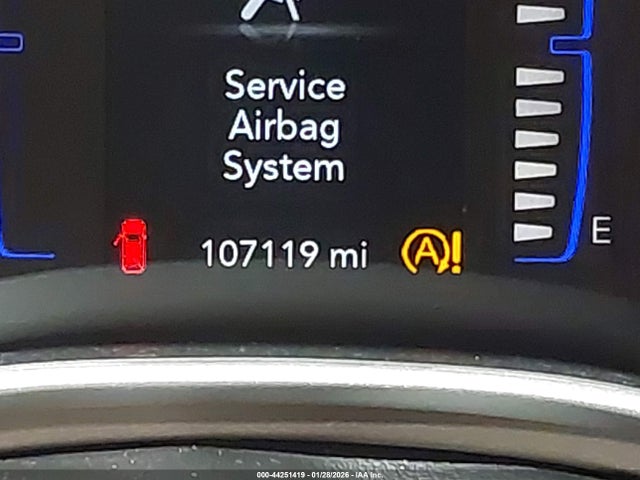 Service
Airbag
System
107119 mi
A!
E
000-44251419 - 01/28/2026 - IAA Inc.